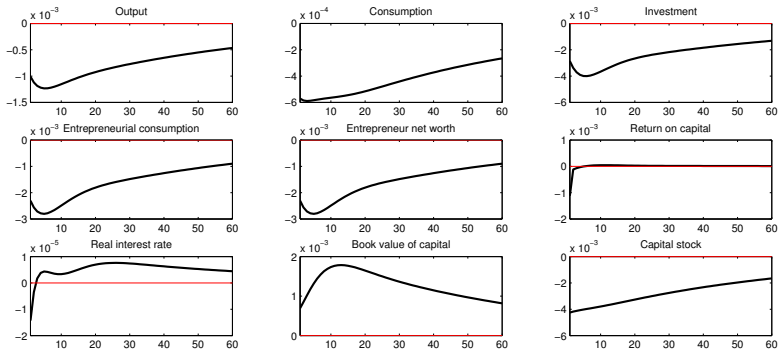 x 10⁻³ Output
0
−0.5
−1
−1.5
10 20 30 40 50 60
x 10⁻⁴ Consumption
0
−2
−4
−6
10 20 30 40 50 60
x 10⁻³ Investment
0
−2
−4
−6
10 20 30 40 50 60
x 10⁻³ Entrepreneurial consumption
0
−1
−2
−3
10 20 30 40 50 60
x 10⁻³ Entrepreneur net worth
0
−1
−2
−3
10 20 30 40 50 60
x 10⁻³ Return on capital
1
0
−1
−2
10 20 30 40 50 60
x 10⁻⁵ Real interest rate
1
0
−1
−2
10 20 30 40 50 60
x 10⁻³ Book value of capital
2
1
0
10 20 30 40 50 60
x 10⁻³ Capital stock
0
−2
−4
−6
10 20 30 40 50 60